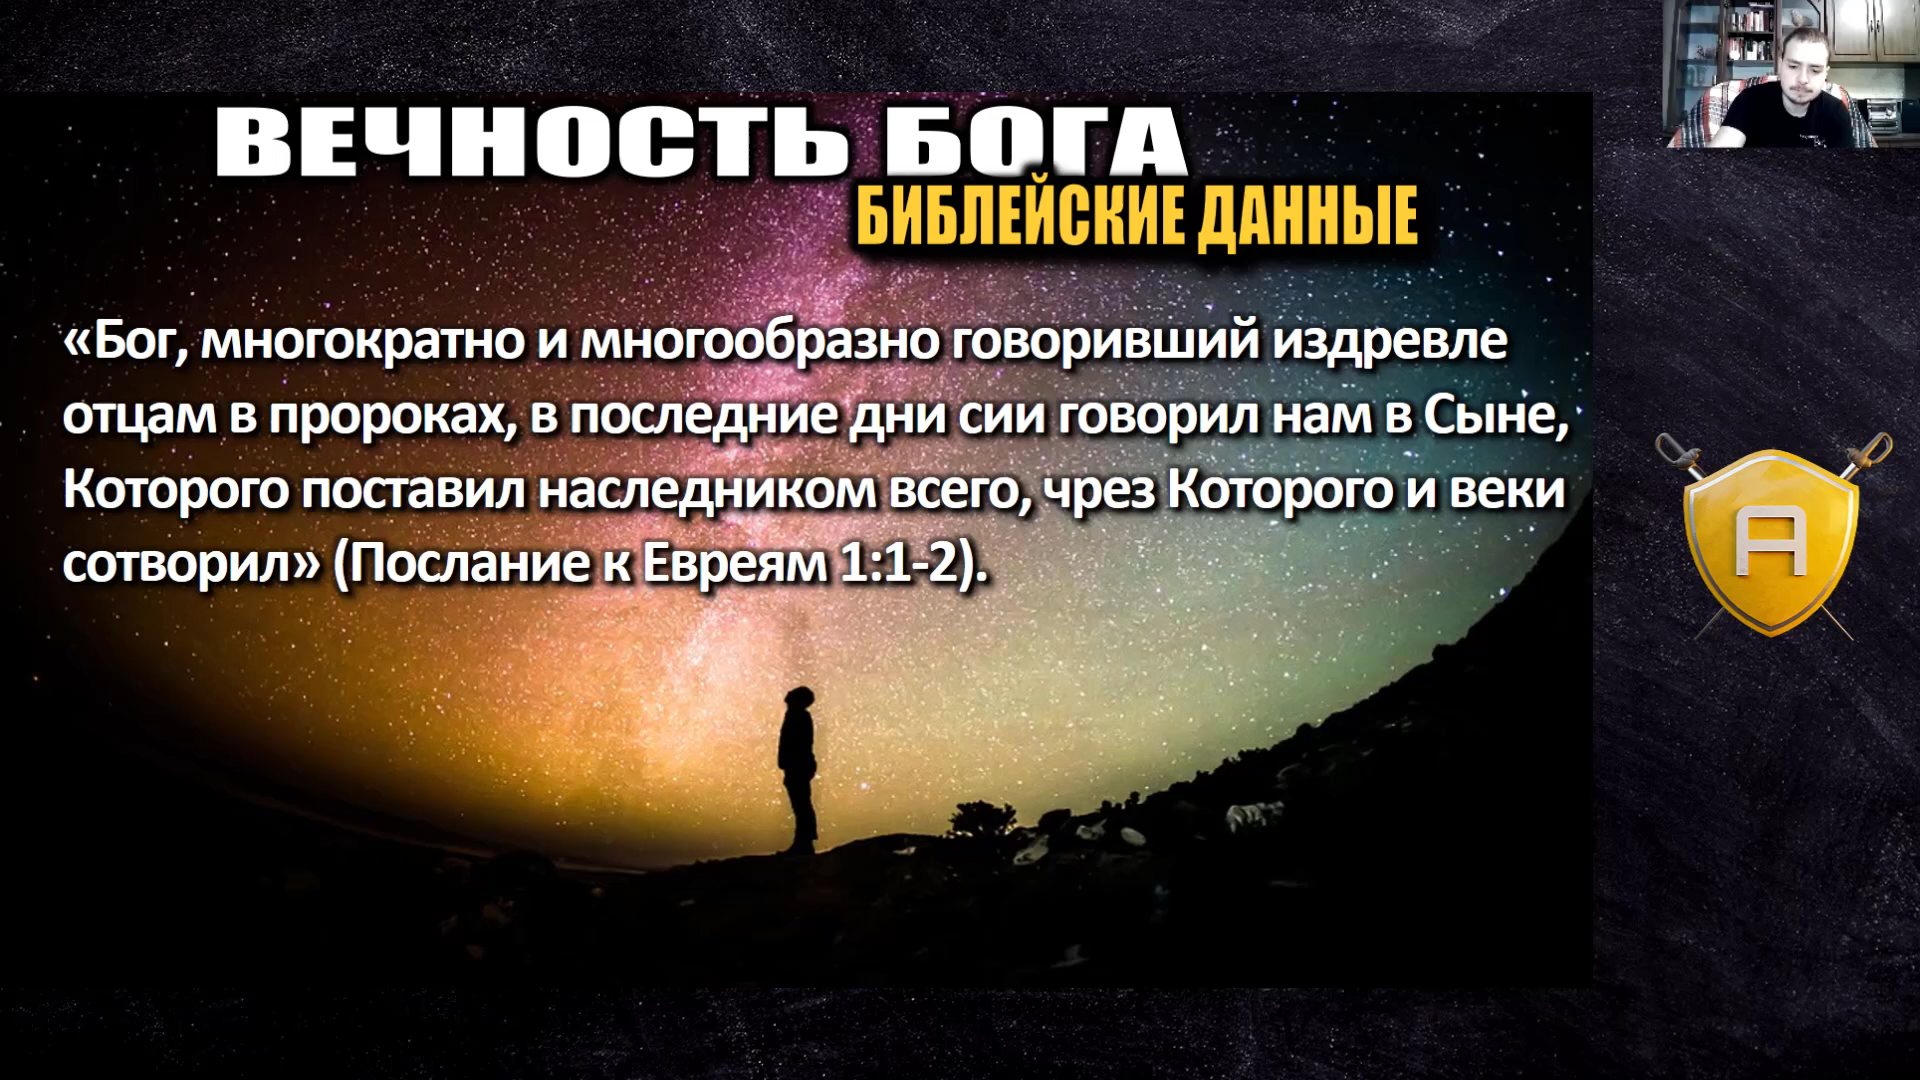 ВЕЧНОСТЬ БОГА
БИБЛЕЙСКИЕ ДАННЫЕ
«Бог, многократно и многообразно говоривший издревле
отцам в пророках, в последние дни сии говорил нам в Сыне,
Которого поставил наследником всего, чрез Которого и веки
сотворил» (Послание к Евреям 1:1-2).
A